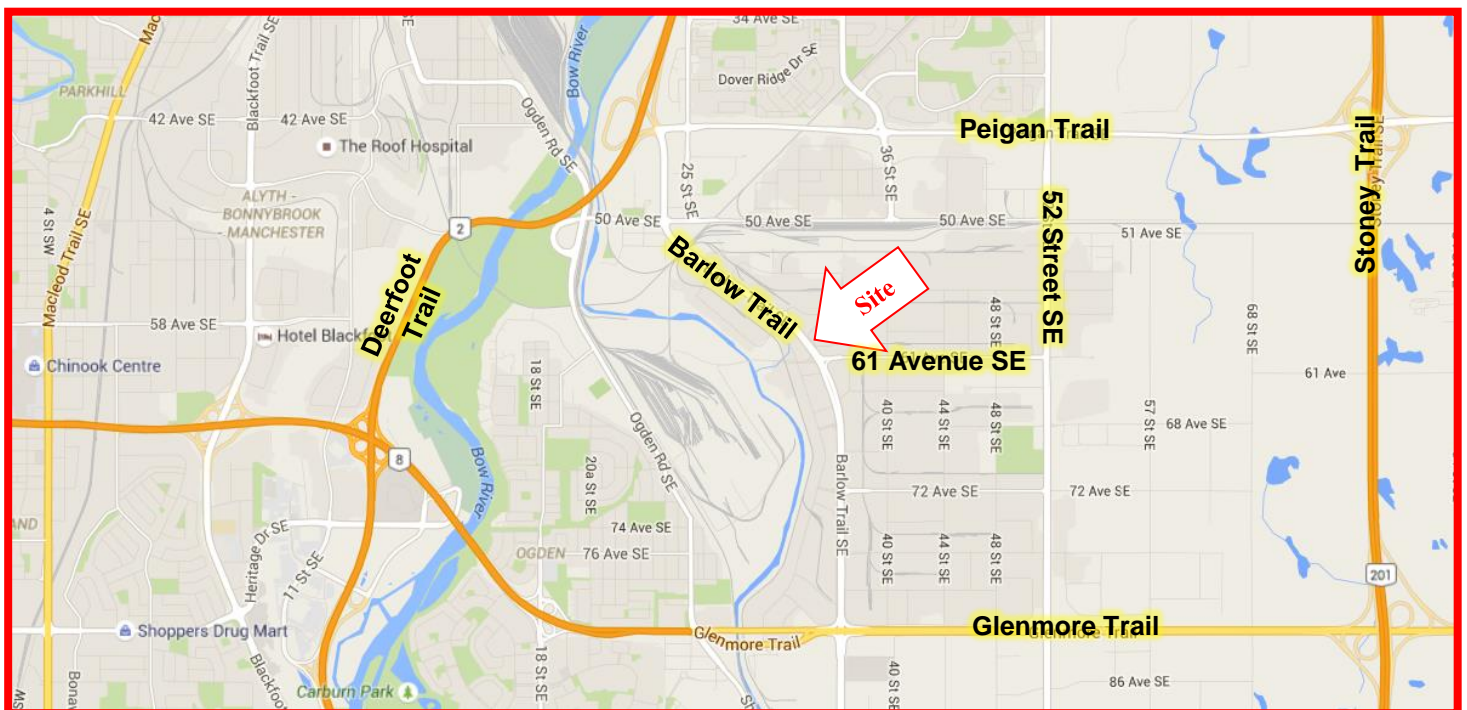 34 Ave SE
Mac
SE
Blackfoot Trail SE
Bow River
Dover Ridge Dr SE
PARKHILL
42 Ave SE
42 Ave SE
The Roof Hospital
Ogden Rd SE
Peigan Trail
Stoney Trail
Stoney Trail SE
25 St SE
36 St SE
ALYTH -
BONNYBROOK
- MANCHESTER
4 St SW
Macleod Trail SE
2
50 Ave SE
50 Ave SE
50 Ave SE
52 Street SE
51 Ave SE
Deerfoot
Trail
Barlow Trail
Site
48 St SE
68 St SE
58 Ave SE
Hotel Blackfoot
61 Avenue SE
Chinook Centre
18 St SE
61 Ave
40 St SE
44 St SE
48 St SE
57 St SE
68 Ave SE
Ogden Rd SE
8
Bow River
20a St SE
Barlow Trail SE
72 Ave SE
72 Ave SE
Heritage Dr SE
11 St SE
74 Ave SE
OGDEN
76 Ave SE
40 St SE
44 St SE
48 St SE
201
AND
Shoppers Drug Mart
Glenmore Trail
Glenmore Trail
18 St SE
40 St SE
86 Ave SE
SW
Bonav
Blackfoot
Carburn Park
Sh